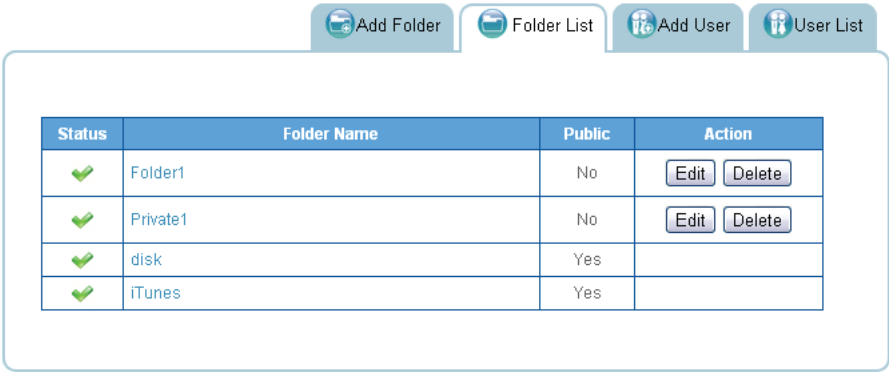 Add Folder Folder List Add User User List
Status Folder Name Public Action
Folder1 No Edit Delete
Private1 No Edit Delete
disk Yes
iTunes Yes